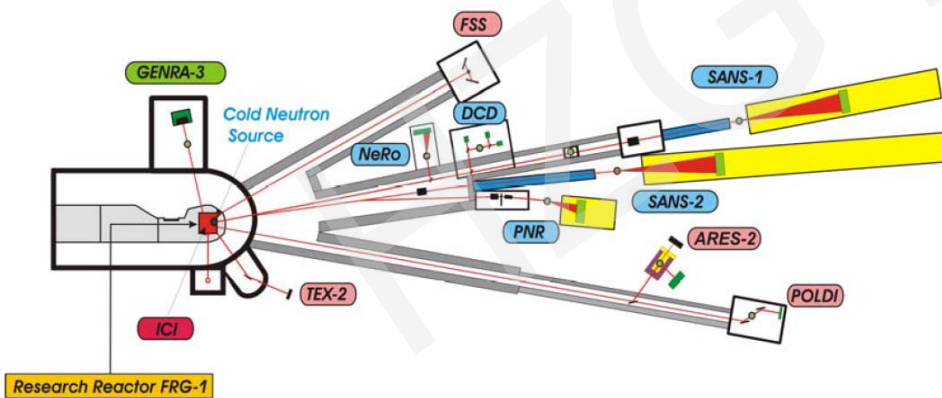 FSS
GENRA-3
SANS-1
Cold Neutron
Source
DCD
NeRo
SANS-2
PNR
ARES-2
TEX-2
POLDI
ICI
Research Reactor FRG-1
HZG